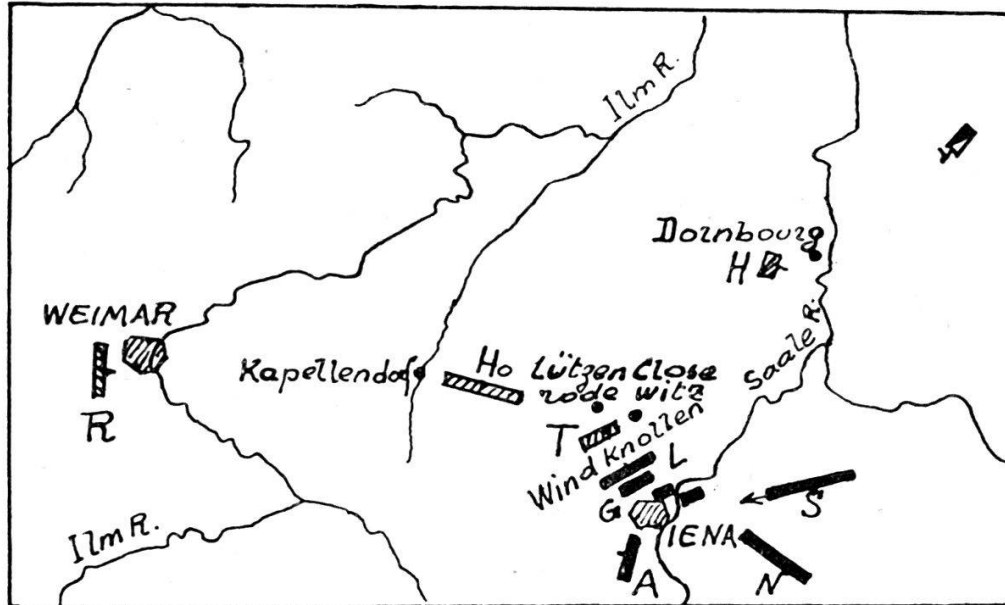 Ilm R.
Dornbourg
H
WEIMAR
R
Saale R.
Kapellendorf
Ho
Lützen Close
rode witz
T
Wind Knollen
L
G
IENA
S
A
N
Ilm R.